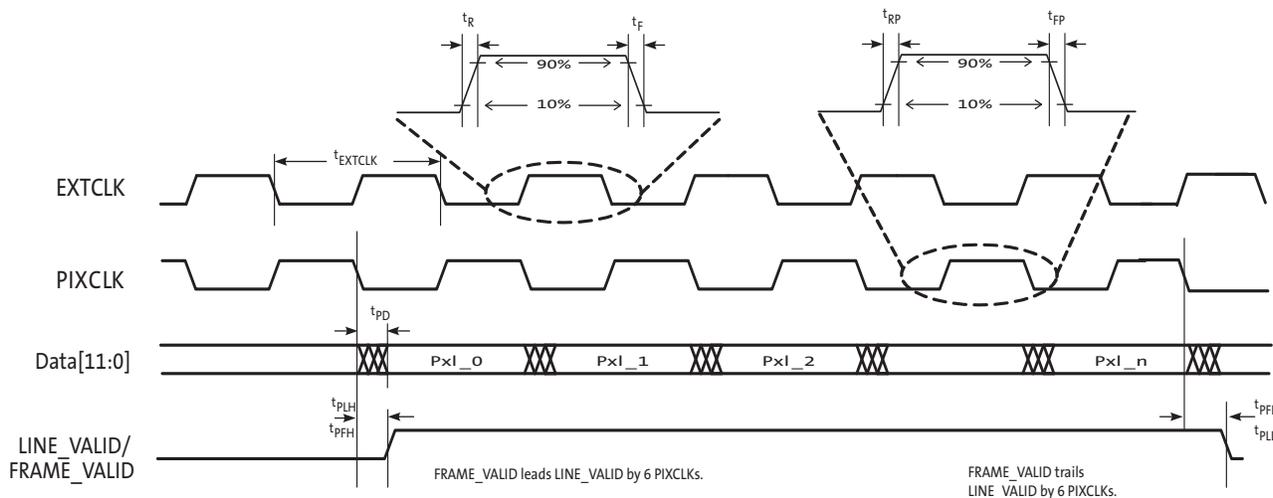 tR
tF
tRP
tFP
90%
90%
10%
10%
tEXTCLK
EXTCLK
PIXCLK
tPD
Data[11:0]
Pxl_0
Pxl_1
Pxl_2
Pxl_n
tPLH
tPFH
LINE_VALID/
FRAME_VALID
FRAME_VALID leads LINE_VALID by 6 PIXCLKs.
FRAME_VALID trails
LINE_VALID by 6 PIXCLKs.